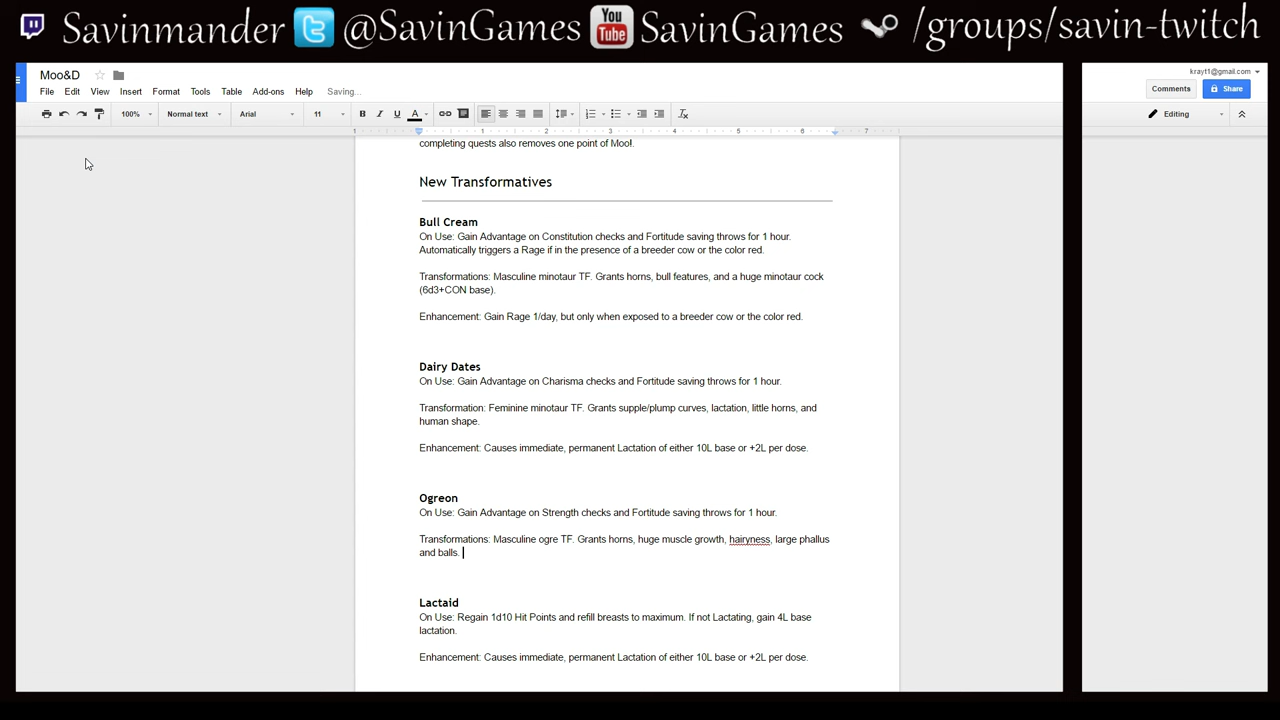 Savinmander @SavinGames You Tube SavinGames /groups/savin-twitch
Moo&D
krayt1@gmail.com
File Edit View Insert Format Tools Table Add-ons Help Saving...
Comments Share
100% Normal text Arial 11 B I U A Editing
1 1 2 3 4 5 6 7
completing quests also removes one point of Moo!.
New Transformatives
Bull Cream
On Use: Gain Advantage on Constitution checks and Fortitude saving throws for 1 hour.
Automatically triggers a Rage if in the presence of a breeder cow or the color red.
Transformations: Masculine minotaur TF. Grants horns, bull features, and a huge minotaur cock
(6d3+CON base).
Enhancement: Gain Rage 1/day, but only when exposed to a breeder cow or the color red.
Dairy Dates
On Use: Gain Advantage on Charisma checks and Fortitude saving throws for 1 hour.
Transformation: Feminine minotaur TF. Grants supple/plump curves, lactation, little horns, and
human shape.
Enhancement: Causes immediate, permanent Lactation of either 10L base or +2L per dose.
Ogreon
On Use: Gain Advantage on Strength checks and Fortitude saving throws for 1 hour.
Transformations: Masculine ogre TF. Grants horns, huge muscle growth, hairyness, large phallus
and balls.
Lactaid
On Use: Regain 1d10 Hit Points and refill breasts to maximum. If not Lactating, gain 4L base
lactation.
Enhancement: Causes immediate, permanent Lactation of either 10L base or +2L per dose.